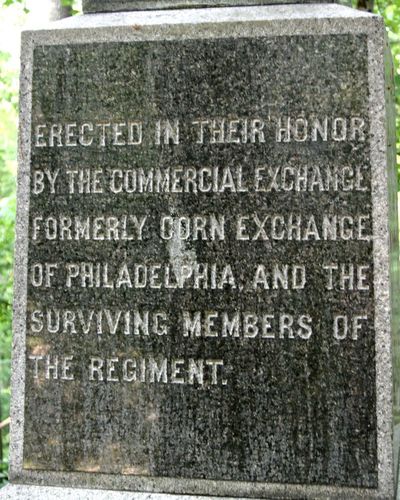 ERECTED IN THEIR HONOR
BY THE COMMERCIAL EXCHANGE
FORMERLY CORN EXCHANGE
OF PHILADELPHIA, AND THE
SURVIVING MEMBERS OF
THE REGIMENT.